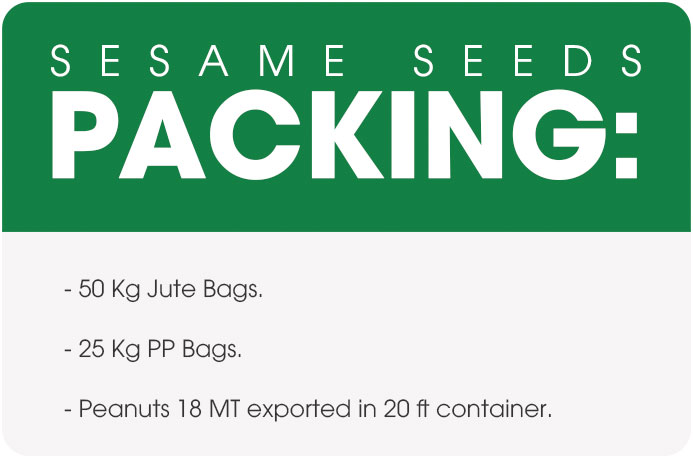 SESAME SEEDS
PACKING:
- 50 Kg Jute Bags.
- 25 Kg PP Bags.
- Peanuts 18 MT exported in 20 ft container.